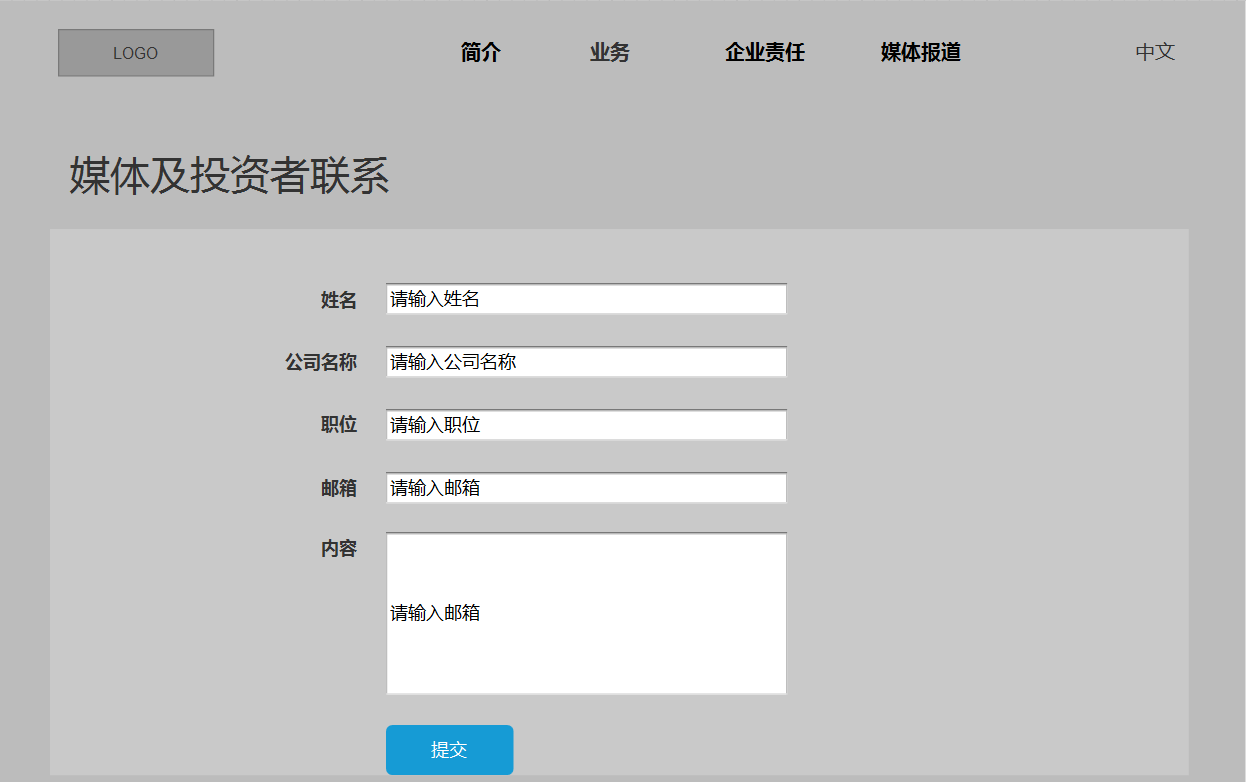 LOGO 简介 业务 企业责任 媒体报道 中文
媒体及投资者联系
姓名 请输入姓名
公司名称 请输入公司名称
职位 请输入职位
邮箱 请输入邮箱
内容
请输入邮箱
提交